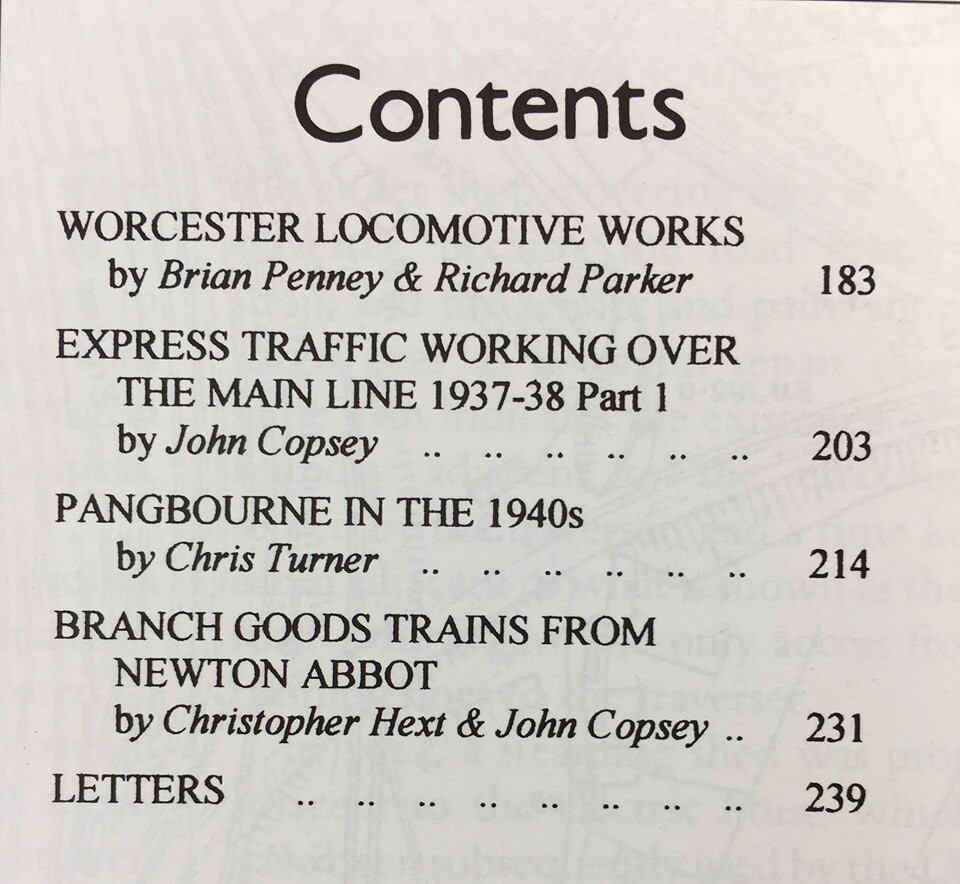 Contents
WORCESTER LOCOMOTIVE WORKS
by Brian Penney & Richard Parker 183
EXPRESS TRAFFIC WORKING OVER
THE MAIN LINE 1937-38 Part 1
by John Copsey .. .. .. .. .. .. 203
PANGBOURNE IN THE 1940s
by Chris Turner .. .. .. .. .. .. 214
BRANCH GOODS TRAINS FROM
NEWTON ABBOT
by Christopher Hext & John Copsey .. 231
LETTERS .. .. .. .. .. .. .. .. 239